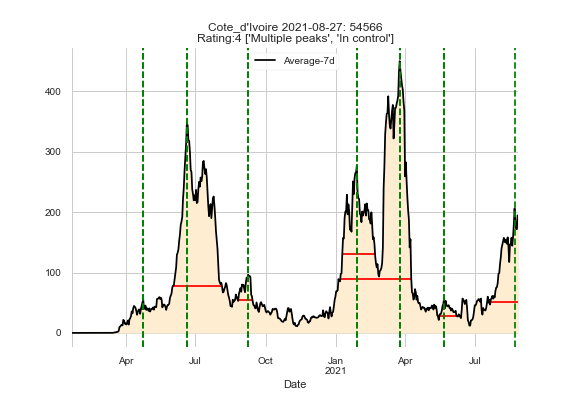 Cote_d'Ivoire 2021-08-27: 54566
Rating:4 ['Multiple peaks', 'In control']
Average-7d
400
300
200
100
0
Apr
Jul
Oct
Jan
2021
Apr
Jul
Date